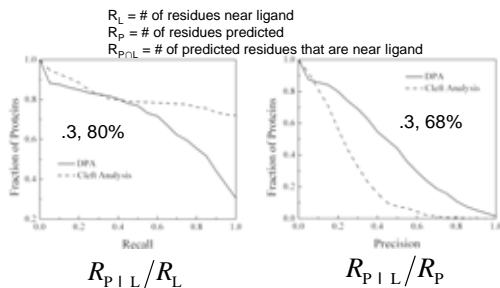 R_L = # of residues near ligand
R_P = # of residues predicted
R_P∩L = # of predicted residues that are near ligand
1.0
0.8
0.6
0.4
0.2
Fraction of Proteins
.3, 80%
DPA
Cleft Analysis
0.0 0.2 0.4 0.6 0.8 1.0
Recall
R_P | L / R_L
1.0
0.8
0.6
0.4
0.2
0.0
Fraction of Proteins
DPA
Cleft Analysis
.3, 68%
0.0 0.2 0.4 0.6 0.8 1.0
Precision
R_P | L / R_P